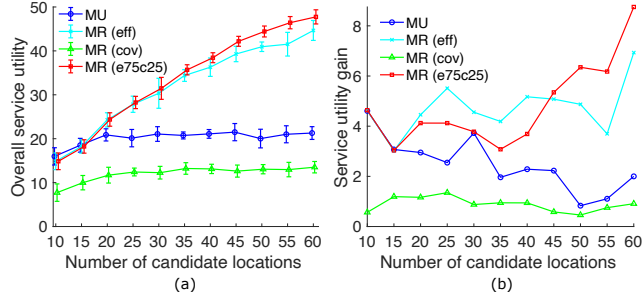 MU
MR (eff)
MR (cov)
MR (e75c25)
Overall service utility
50
40
30
20
10
0
10 15 20 25 30 35 40 45 50 55 60
Number of candidate locations
(a)
MU
MR (eff)
MR (cov)
MR (e75c25)
Service utility gain
8
6
4
2
0
10 15 20 25 30 35 40 45 50 55 60
Number of candidate locations
(b)